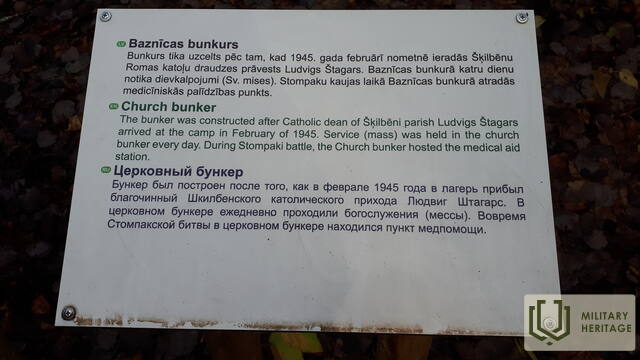 LV Baznīcas bunkurs
Bunkurs tika uzcelts pēc tam, kad 1945. gada februārī nometnē ieradās Šķilbēnu
Romas katoļu draudzes prāvests Ludvigs Štagars. Baznīcas bunkurā katru dienu
notika dievkalpojumi (Sv. mises). Stompaku kaujas laikā Baznīcas bunkurā atradās
medicīniskās palīdzības punkts.
EN Church bunker
The bunker was constructed after Catholic dean of Šķilbēni parish Ludvigs Štagars
arrived at the camp in February of 1945. Service (mass) was held in the church
bunker every day. During Stompaki battle, the Church bunker hosted the medical aid
station.
RU Церковный бункер
Бункер был построен после того, как в феврале 1945 года в лагерь прибыл
благочинный Шкилбенского католического прихода Людвиг Штагарс. В
церковном бункере ежедневно проходили богослужения (мессы). Вовремя
Стомпакской битвы в церковном бункере находился пункт медпомощи.
MILITARY
HERITAGE